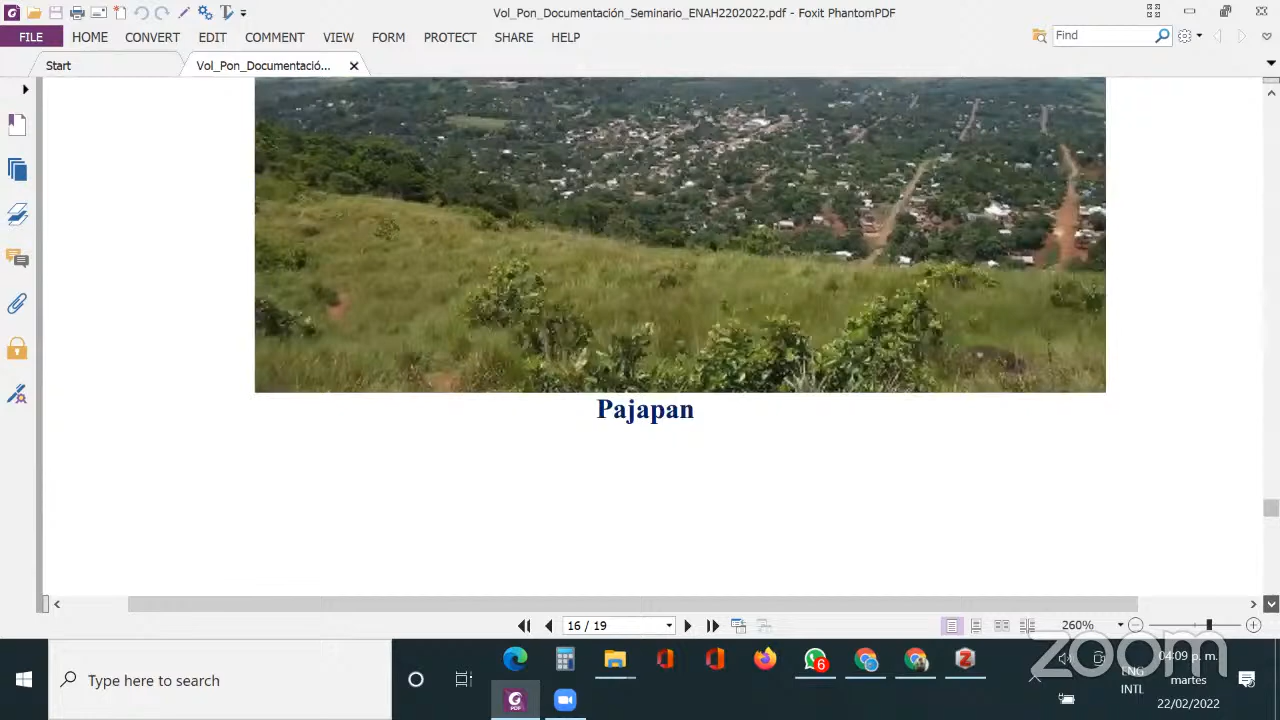 Vol_Pon_Documentación_Seminario_ENAH2202022.pdf - Foxit PhantomPDF
FILE HOME CONVERT EDIT COMMENT VIEW FORM PROTECT SHARE HELP
Find
Start
Vol_Pon_Documentació...
Pajapan
16 / 19
260%
zoom
Type here to search
6
ENG
INTL
04:09 p. m.
martes
22/02/2022